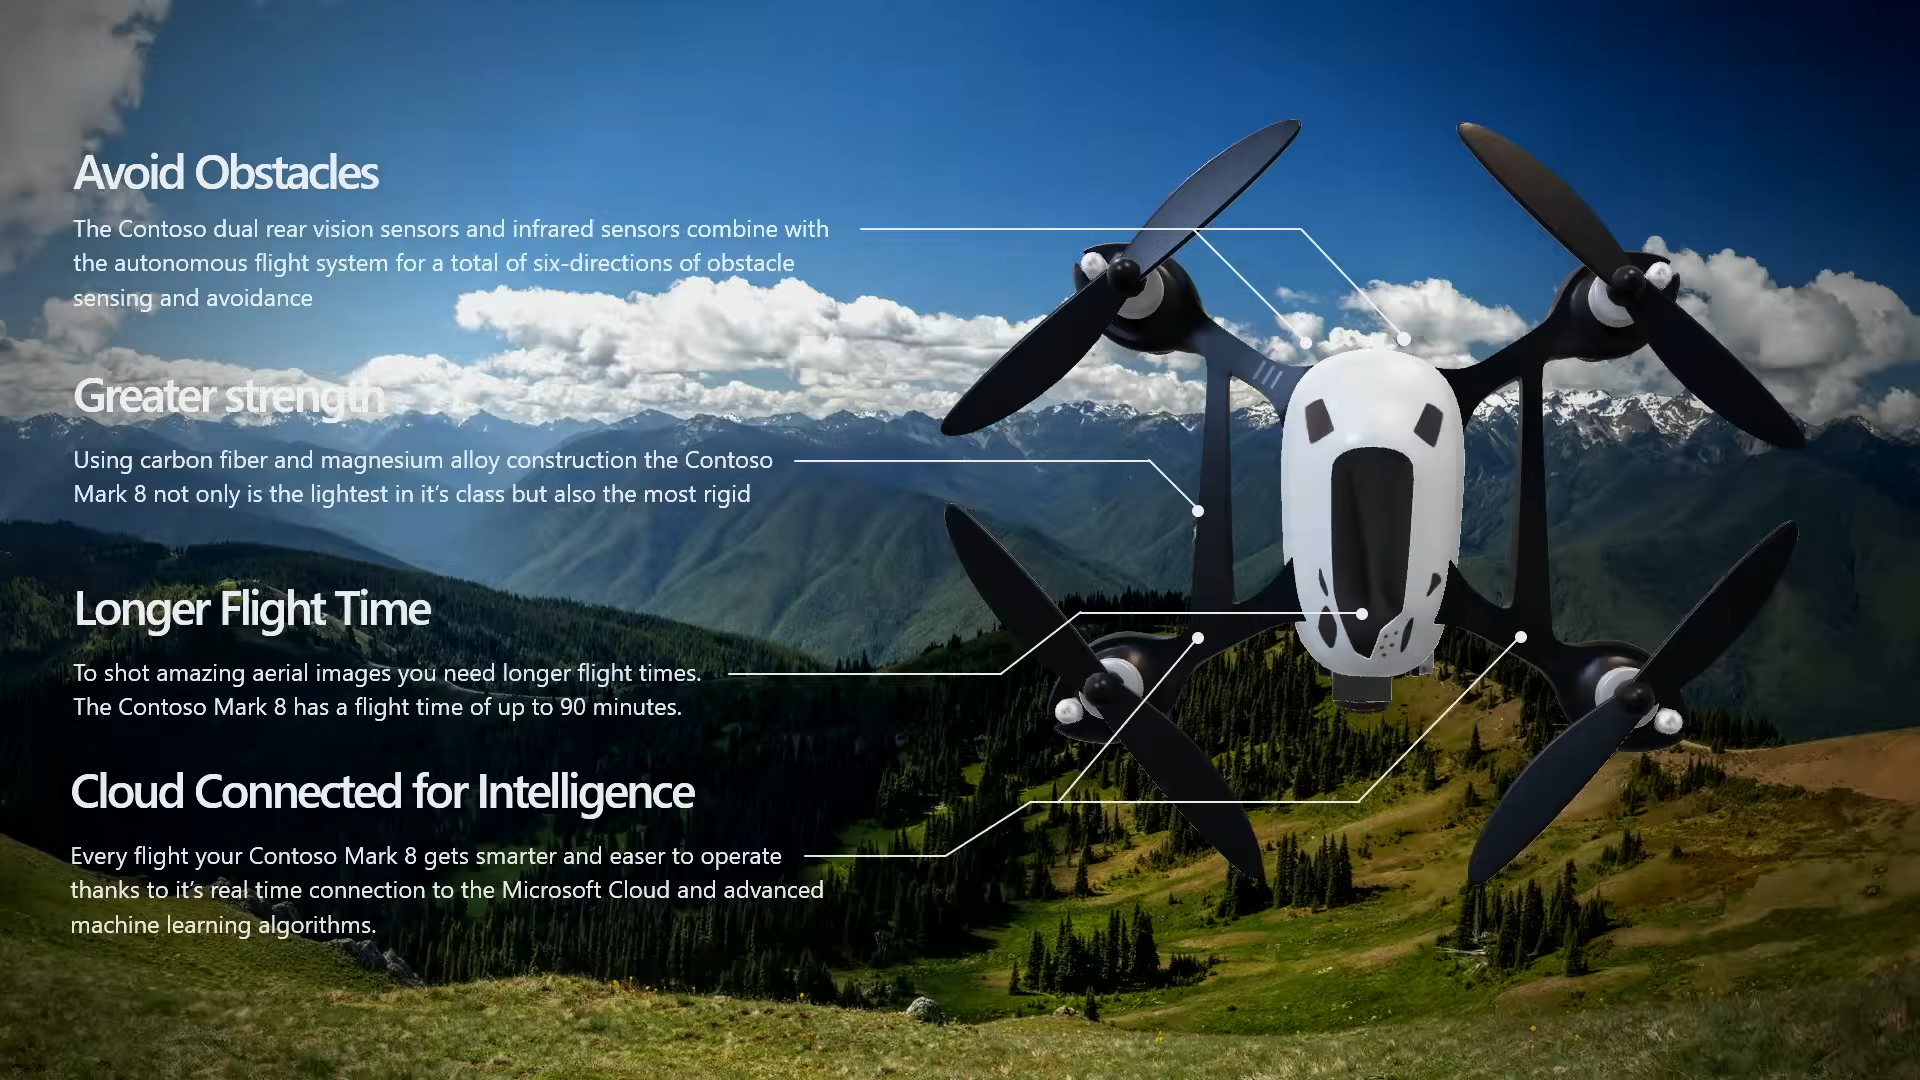 Avoid Obstacles
The Contoso dual rear vision sensors and infrared sensors combine with
the autonomous flight system for a total of six-directions of obstacle
sensing and avoidance
Greater strength
Using carbon fiber and magnesium alloy construction the Contoso
Mark 8 not only is the lightest in it’s class but also the most rigid
Longer Flight Time
To shot amazing aerial images you need longer flight times.
The Contoso Mark 8 has a flight time of up to 90 minutes.
Cloud Connected for Intelligence
Every flight your Contoso Mark 8 gets smarter and easer to operate
thanks to it’s real time connection to the Microsoft Cloud and advanced
machine learning algorithms.